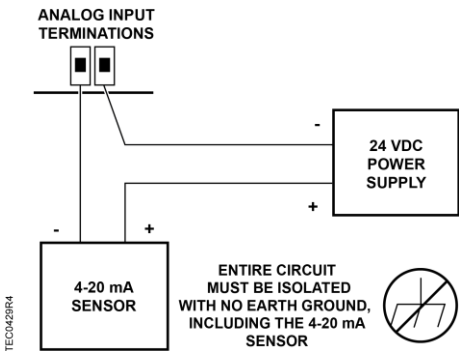 ANALOG INPUT
TERMINATIONS
-
24 VDC
POWER
SUPPLY
+
-
+
4-20 mA
SENSOR
ENTIRE CIRCUIT
MUST BE ISOLATED
WITH NO EARTH GROUND,
INCLUDING THE 4-20 mA
SENSOR
TEC0429R4